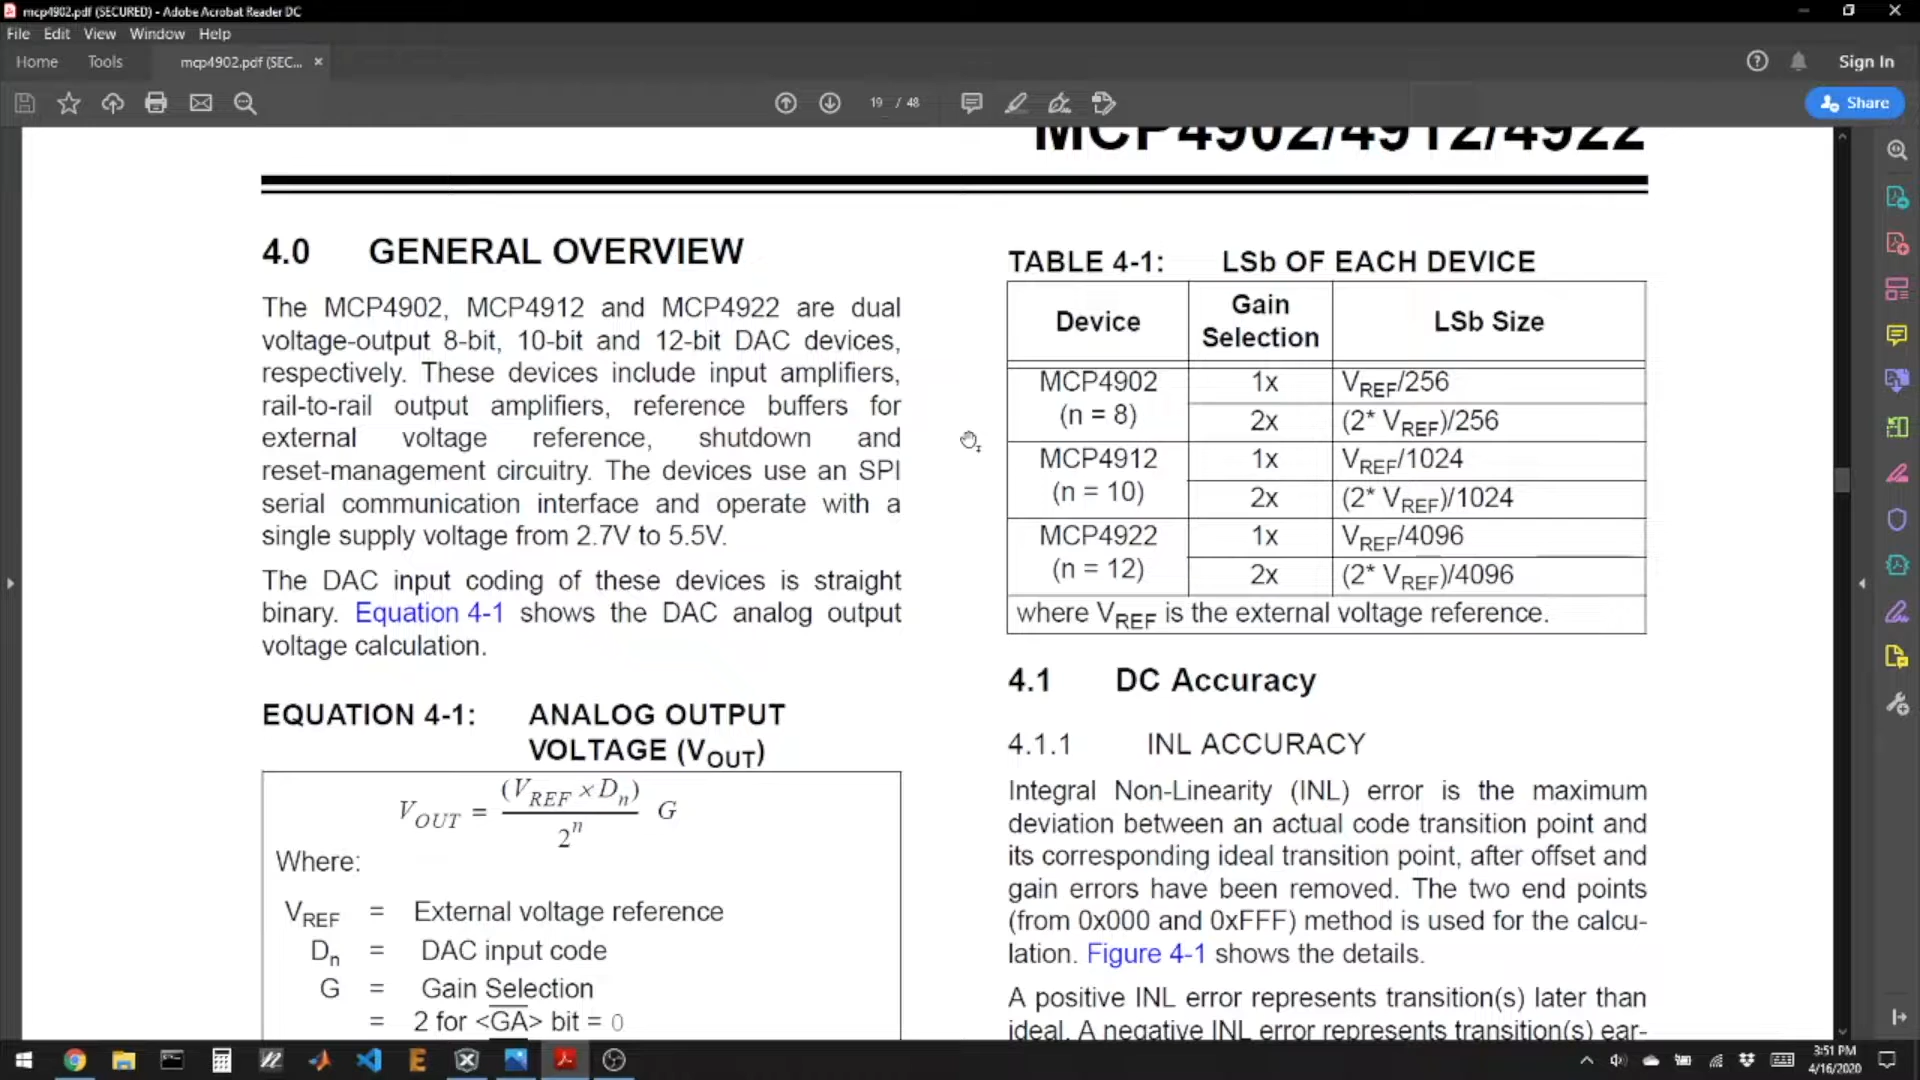 mcp4902.pdf (SECURED) - Adobe Acrobat Reader DC
File Edit View Window Help
Home Tools mcp4902.pdf (SEC... × Sign In
19 / 48 Share
MCP4902/4912/4922
4.0 GENERAL OVERVIEW
The MCP4902, MCP4912 and MCP4922 are dual
voltage-output 8-bit, 10-bit and 12-bit DAC devices,
respectively. These devices include input amplifiers,
rail-to-rail output amplifiers, reference buffers for
external voltage reference, shutdown and
reset-management circuitry. The devices use an SPI
serial communication interface and operate with a
single supply voltage from 2.7V to 5.5V.
The DAC input coding of these devices is straight
binary. Equation 4-1 shows the DAC analog output
voltage calculation.
EQUATION 4-1: ANALOG OUTPUT
VOLTAGE (VOUT)
VOUT = (VREF × Dn) / 2^n G
Where:
VREF = External voltage reference
Dn = DAC input code
G = Gain Selection
= 2 for <GA> bit = 0
TABLE 4-1: LSb OF EACH DEVICE
Device Gain Selection LSb Size
MCP4902 (n = 8) 1x VREF/256
2x (2* VREF)/256
MCP4912 (n = 10) 1x VREF/1024
2x (2* VREF)/1024
MCP4922 (n = 12) 1x VREF/4096
2x (2* VREF)/4096
where VREF is the external voltage reference.
4.1 DC Accuracy
4.1.1 INL ACCURACY
Integral Non-Linearity (INL) error is the maximum
deviation between an actual code transition point and
its corresponding ideal transition point, after offset and
gain errors have been removed. The two end points
(from 0x000 and 0xFFF) method is used for the calcu-
lation. Figure 4-1 shows the details.
A positive INL error represents transition(s) later than
ideal. A negative INL error represents transition(s) ear-
3:51 PM
4/16/2020